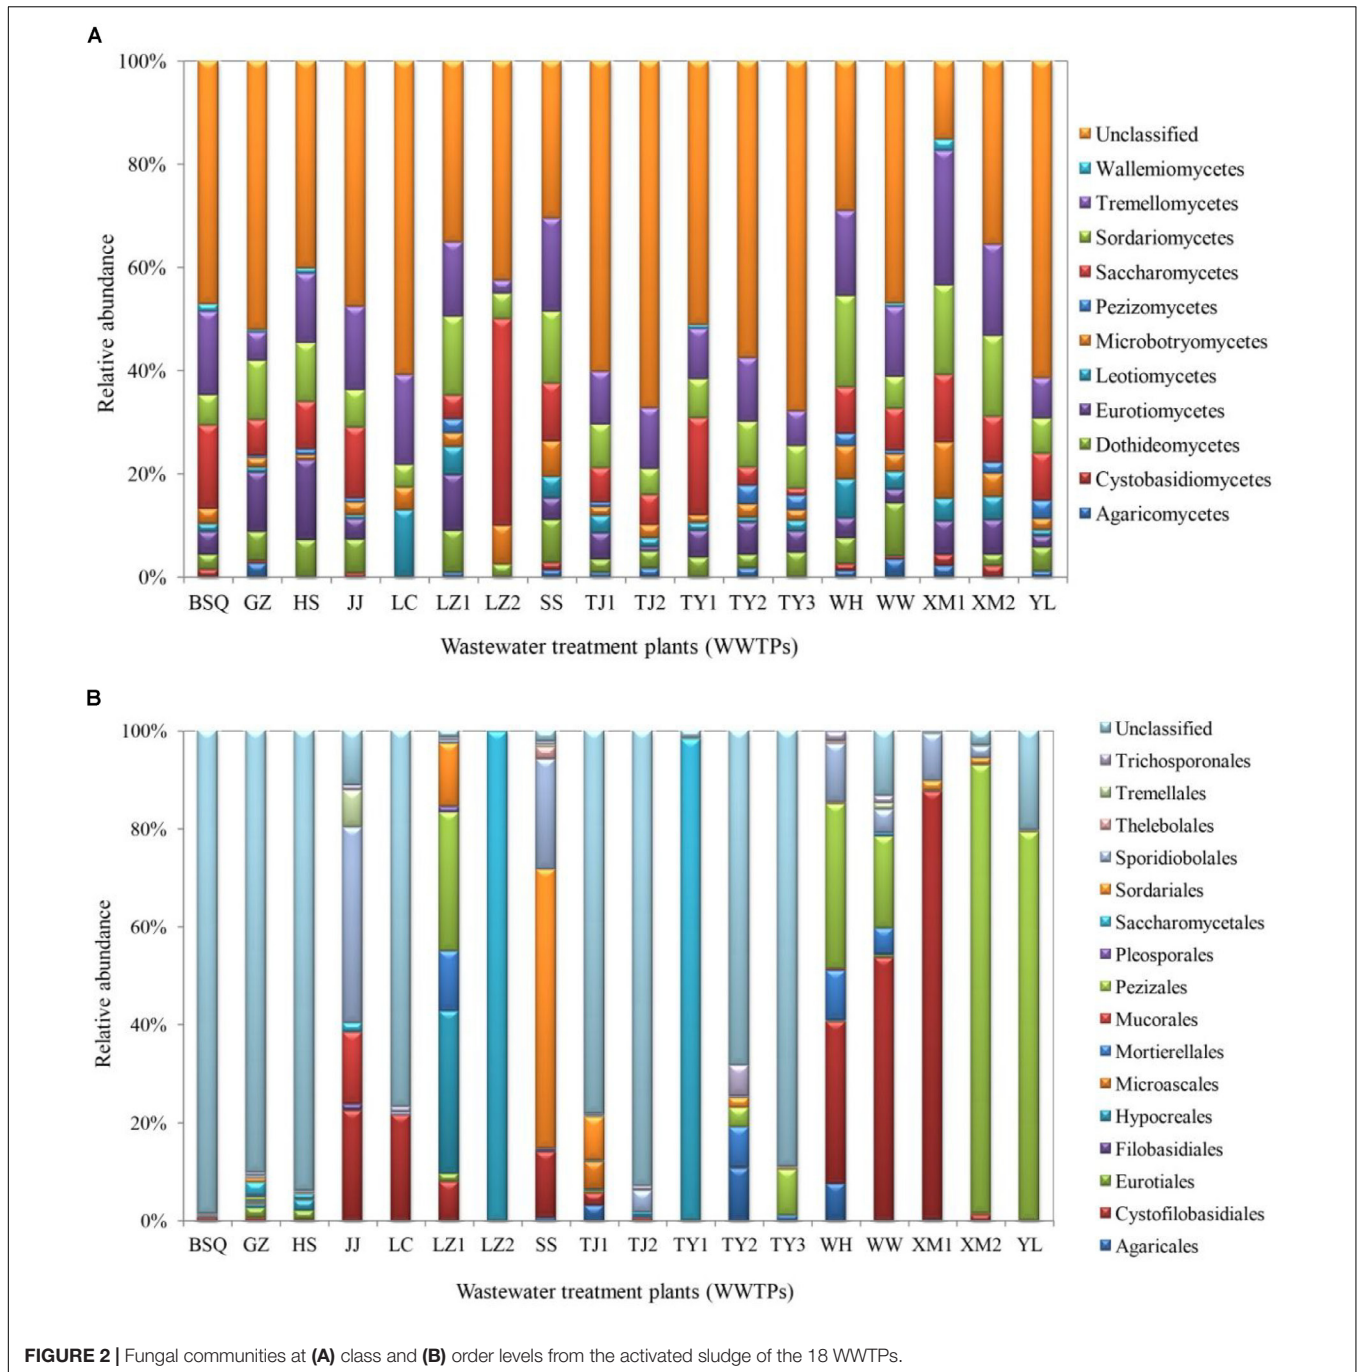 A
100%
80%
60%
40%
20%
0%
Relative abundance
BSQ GZ HS JJ LC LZ1 LZ2 SS TJ1 TJ2 TY1 TY2 TY3 WH WW XM1 XM2 YL
Wastewater treatment plants (WWTPs)
Unclassified
Wallemiomycetes
Tremellomycetes
Sordariomycetes
Saccharomycetes
Pezizomycetes
Microbotryomycetes
Leotiomycetes
Eurotiomycetes
Dothideomycetes
Cystobasidiomycetes
Agaricomycetes
B
100%
80%
60%
40%
20%
0%
Relative abundance
BSQ GZ HS JJ LC LZ1 LZ2 SS TJ1 TJ2 TY1 TY2 TY3 WH WW XM1 XM2 YL
Wastewater treatment plants (WWTPs)
Unclassified
Trichosporonales
Tremellales
Thelebolales
Sporidiobolales
Sordariales
Saccharomycetales
Pleosporales
Pezizales
Mucorales
Mortierellales
Microascales
Hypocreales
Filobasidiales
Eurotiales
Cystofilobasidiales
Agaricales
FIGURE 2 | Fungal communities at (A) class and (B) order levels from the activated sludge of the 18 WWTPs.